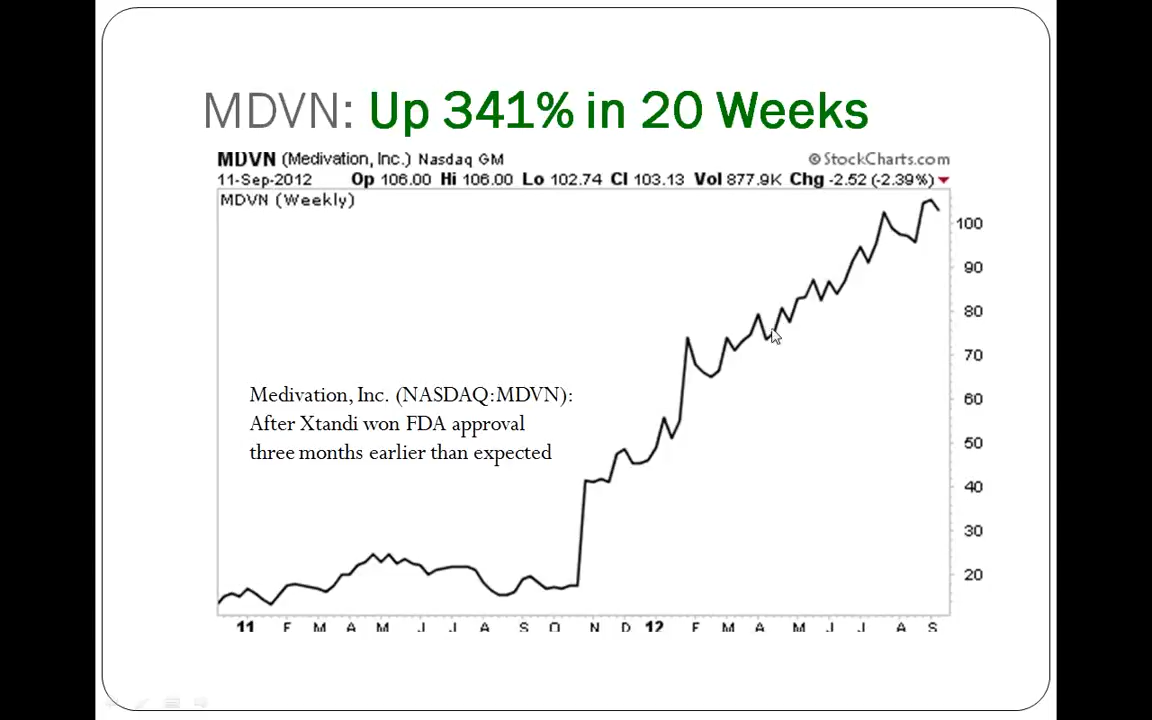 MDVN: Up 341% in 20 Weeks
MDVN (Medivation, Inc.) Nasdaq GM ©StockCharts.com
11-Sep-2012 Op 106.00 Hi 106.00 Lo 102.74 Cl 103.13 Vol 877.9K Chg -2.52 (-2.39%)
MDVN (Weekly)
100
90
80
70
60
50
40
30
20
Medivation, Inc. (NASDAQ:MDVN):
After Xtandi won FDA approval
three months earlier than expected
11 F M A M J J A S O N D 12 F M A M J J A S